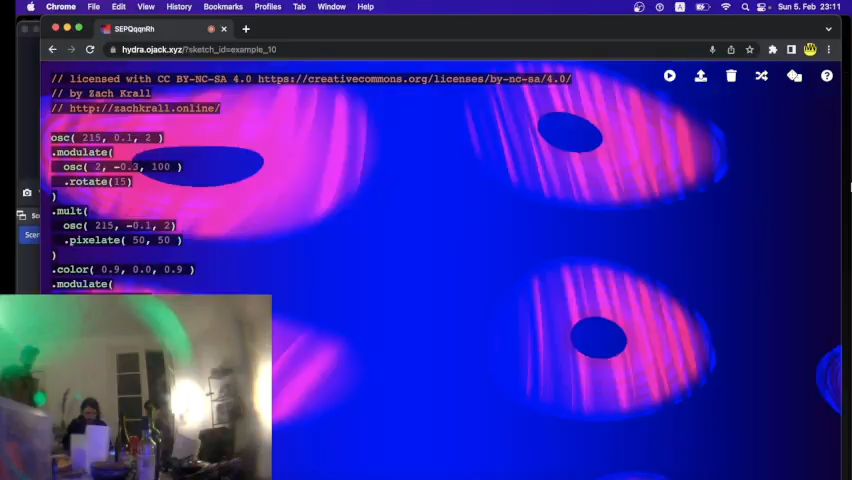 Chrome File Edit View History Bookmarks Profiles Tab Window Help
Sun 5. Feb 23:11
SEPQqqnRh
hydra.ojack.xyz/?sketch_id=example_10
// licensed with CC BY-NC-SA 4.0 https://creativecommons.org/licenses/by-nc-sa/4.0/
// by Zach Krall
// http://zachkrall.online/
osc( 215, 0.1, 2 )
.modulate(
osc( 2, -0.3, 100 )
.rotate(15)
)
.mult(
osc( 215, -0.1, 2)
.pixelate( 50, 50 )
)
.color( 0.9, 0.0, 0.9 )
.modulate(